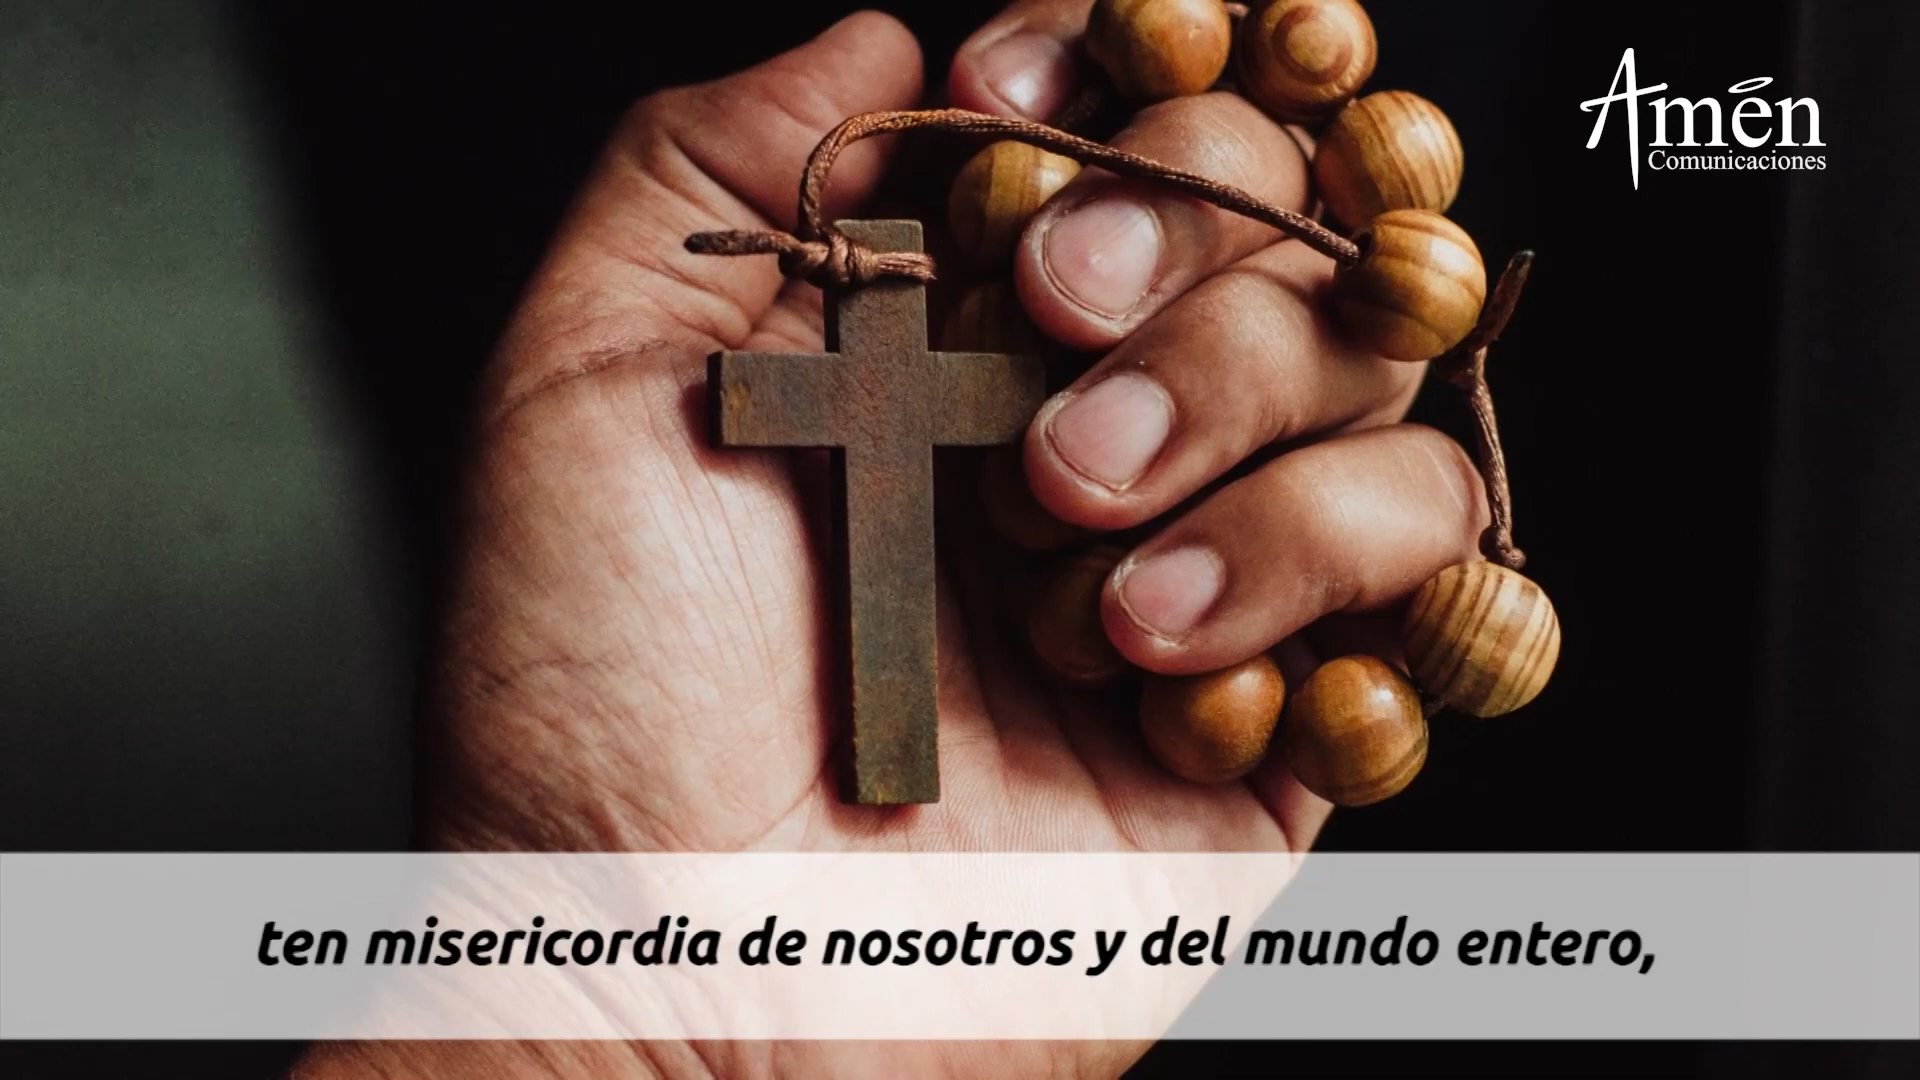 Amén
Comunicaciones
ten misericordia de nosotros y del mundo entero,